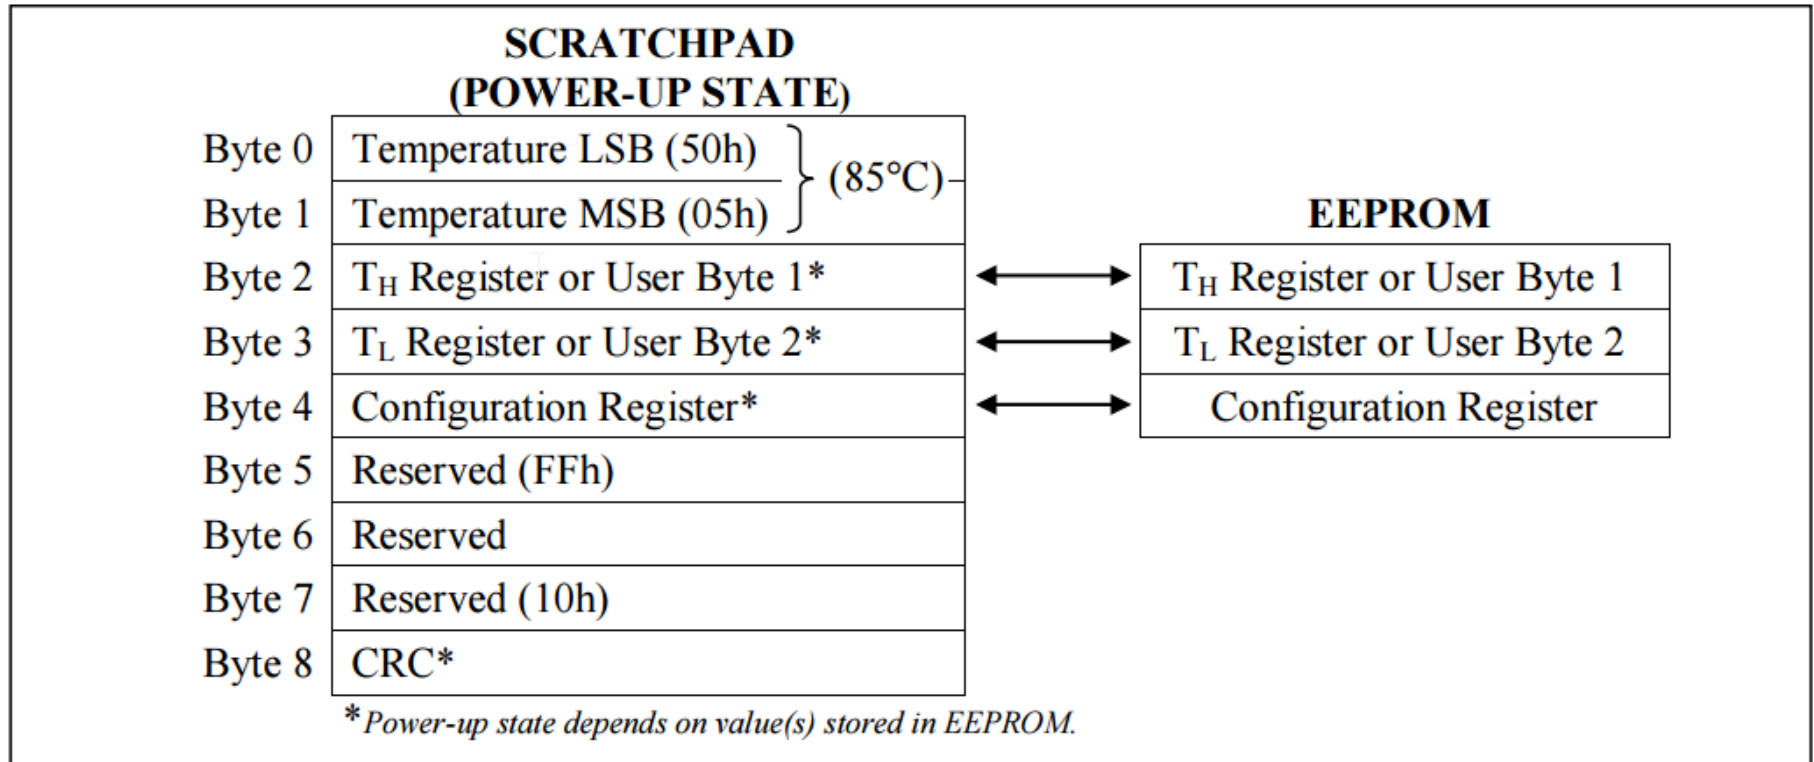 SCRATCHPAD
(POWER-UP STATE)
Byte 0 Temperature LSB (50h)
(85°C)
Byte 1 Temperature MSB (05h)
EEPROM
Byte 2 TH Register or User Byte 1* TH Register or User Byte 1
Byte 3 TL Register or User Byte 2* TL Register or User Byte 2
Byte 4 Configuration Register* Configuration Register
Byte 5 Reserved (FFh)
Byte 6 Reserved
Byte 7 Reserved (10h)
Byte 8 CRC*
*Power-up state depends on value(s) stored in EEPROM.